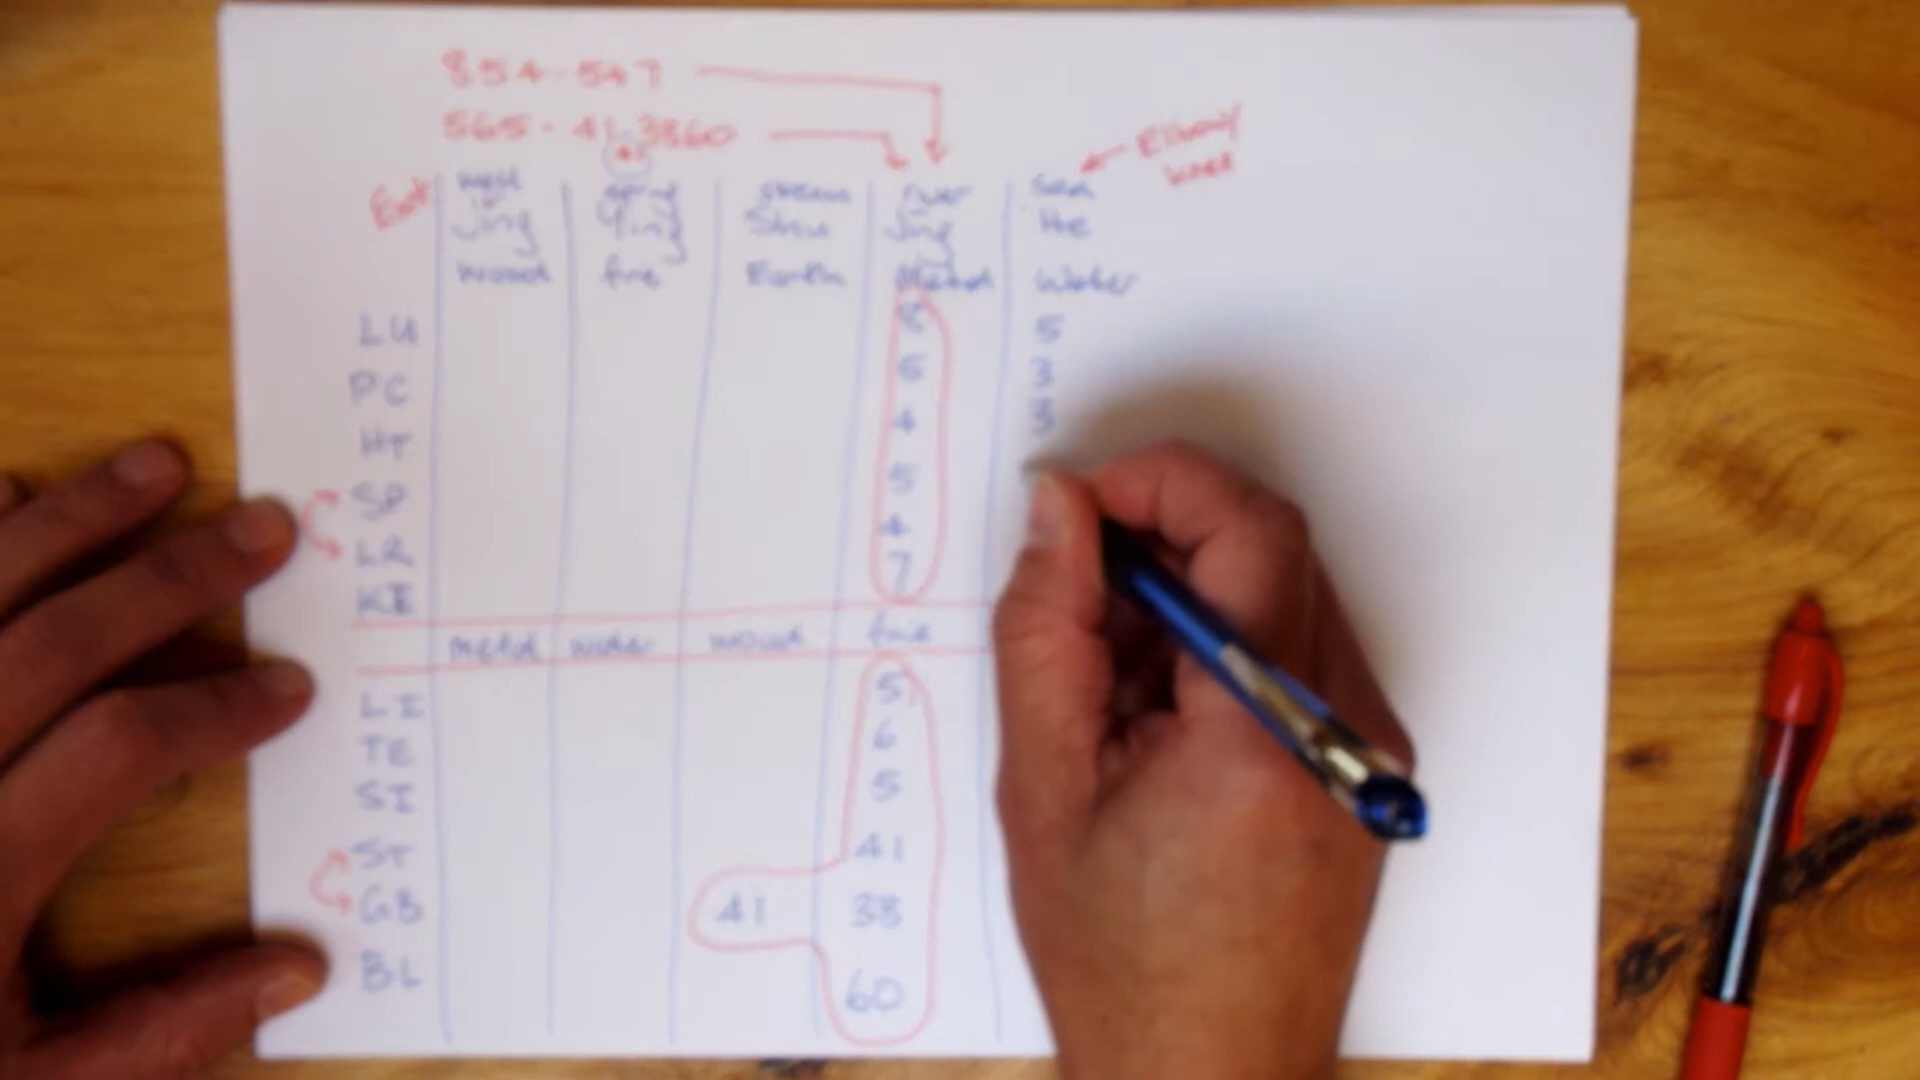 854-547
565-41-3860
41
Elbow/
knee
Exit
well
spring
stream
river
sea
Jing
Ying
Shu
Jing
He
wood
fire
Earth
Metal
Water
LU 8 5
PC 5 3
HT 4 3
SP 5
LR 4
KI 7
metal water wood fire
LI 5
TE 6
SI 5
ST 41
GB 41 38
BL 60